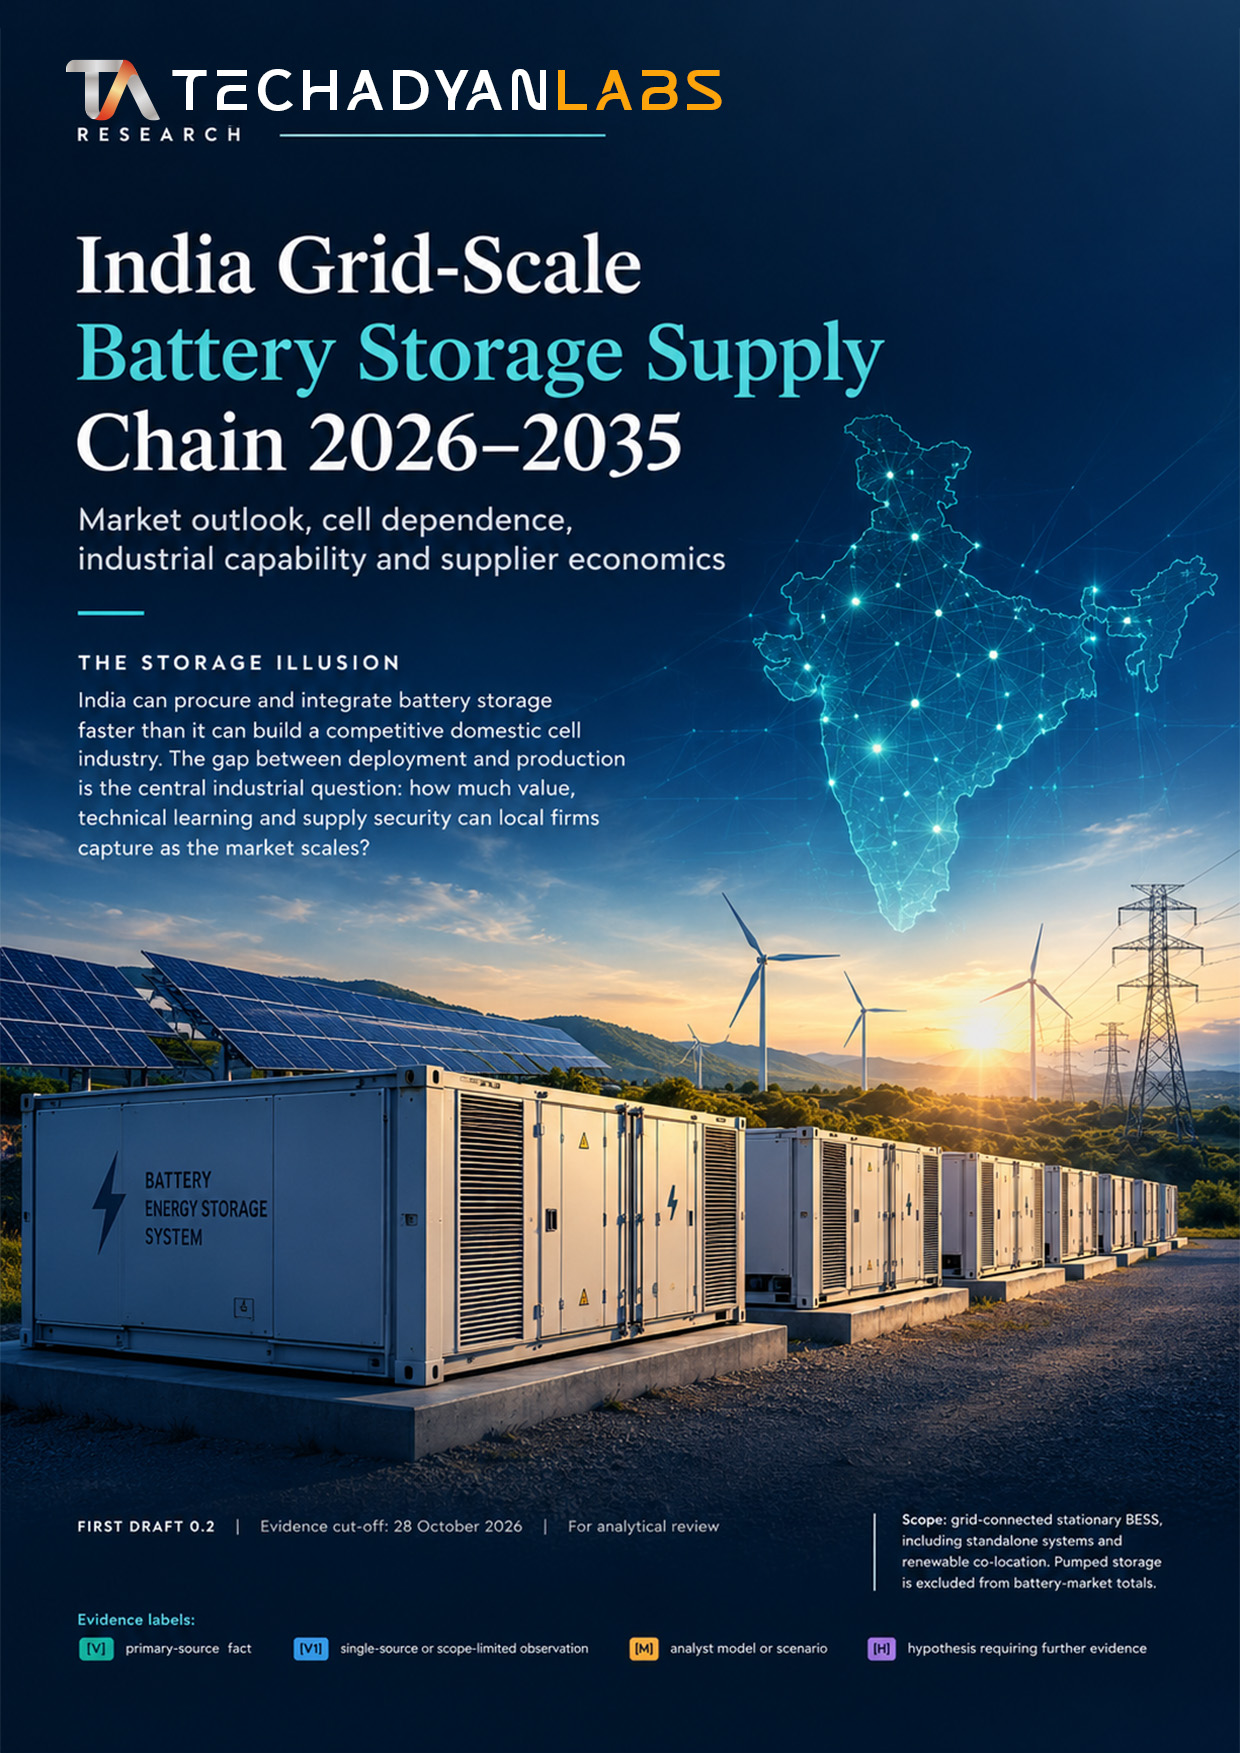 TA TECHADYANLABS
RESEARCH
India Grid-Scale
Battery Storage Supply
Chain 2026–2035
Market outlook, cell dependence,
industrial capability and supplier economics
THE STORAGE ILLUSION
India can procure and integrate battery storage
faster than it can build a competitive domestic cell
industry. The gap between deployment and production
is the central industrial question: how much value,
technical learning and supply security can local firms
capture as the market scales?
BATTERY
ENERGY STORAGE
SYSTEM
FIRST DRAFT 0.2 | Evidence cut-off: 28 October 2026 | For analytical review
Scope: grid-connected stationary BESS,
including standalone systems and
renewable co-location. Pumped storage
is excluded from battery-market totals.
Evidence labels:
[V] primary-source fact [V1] single-source or scope-limited observation [M] analyst model or scenario [H] hypothesis requiring further evidence